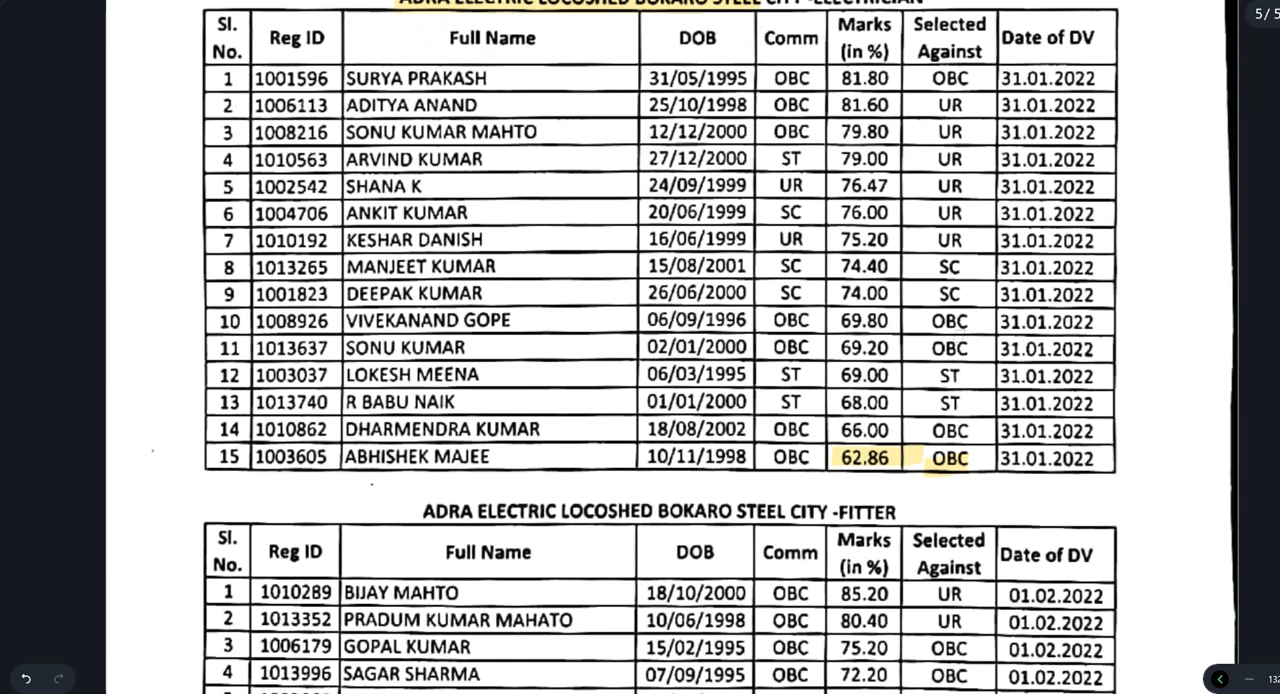 ADRA ELECTRIC LOCOSHED BOKARO STEEL CITY -ELECTRICIAN
5/5
Sl. No. Reg ID Full Name DOB Comm Marks (in %) Selected Against Date of DV
1 1001596 SURYA PRAKASH 31/05/1995 OBC 81.80 OBC 31.01.2022
2 1006113 ADITYA ANAND 25/10/1998 OBC 81.60 UR 31.01.2022
3 1008216 SONU KUMAR MAHTO 12/12/2000 OBC 79.80 UR 31.01.2022
4 1010563 ARVIND KUMAR 27/12/2000 ST 79.00 UR 31.01.2022
5 1002542 SHANA K 24/09/1999 UR 76.47 UR 31.01.2022
6 1004706 ANKIT KUMAR 20/06/1999 SC 76.00 UR 31.01.2022
7 1010192 KESHAR DANISH 16/06/1999 UR 75.20 UR 31.01.2022
8 1013265 MANJEET KUMAR 15/08/2001 SC 74.40 SC 31.01.2022
9 1001823 DEEPAK KUMAR 26/06/2000 SC 74.00 SC 31.01.2022
10 1008926 VIVEKANAND GOPE 06/09/1996 OBC 69.80 OBC 31.01.2022
11 1013637 SONU KUMAR 02/01/2000 OBC 69.20 OBC 31.01.2022
12 1003037 LOKESH MEENA 06/03/1995 ST 69.00 ST 31.01.2022
13 1013740 R BABU NAIK 01/01/2000 ST 68.00 ST 31.01.2022
14 1010862 DHARMENDRA KUMAR 18/08/2002 OBC 66.00 OBC 31.01.2022
15 1003605 ABHISHEK MAJEE 10/11/1998 OBC 62.86 OBC 31.01.2022
ADRA ELECTRIC LOCOSHED BOKARO STEEL CITY -FITTER
Sl. No. Reg ID Full Name DOB Comm Marks (in %) Selected Against Date of DV
1 1010289 BIJAY MAHTO 18/10/2000 OBC 85.20 UR 01.02.2022
2 1013352 PRADUM KUMAR MAHATO 10/06/1998 OBC 80.40 UR 01.02.2022
3 1006179 GOPAL KUMAR 15/02/1995 OBC 75.20 OBC 01.02.2022
4 1013996 SAGAR SHARMA 07/09/1995 OBC 72.20 OBC 01.02.2022